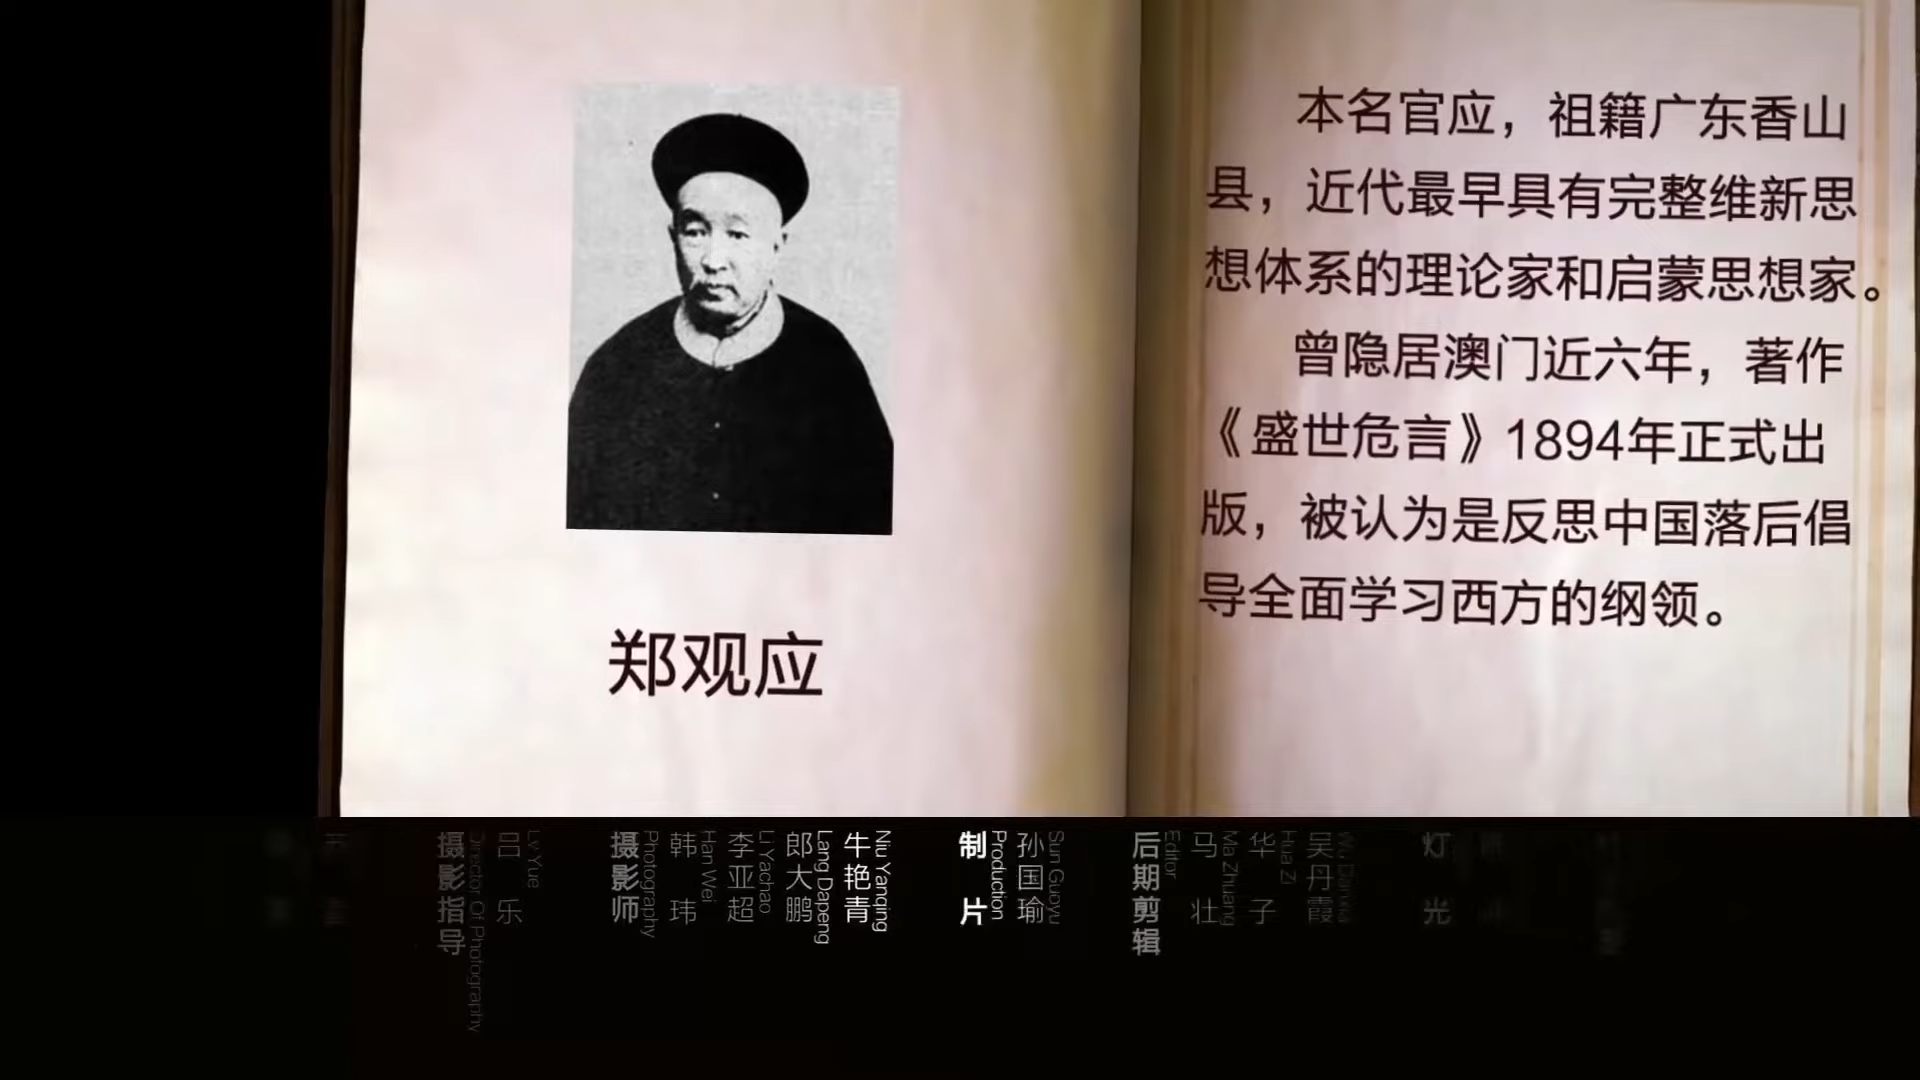 郑观应
本名官应，祖籍广东香山
县，近代最早具有完整维新思
想体系的理论家和启蒙思想家。
曾隐居澳门近六年，著作
《盛世危言》1894年正式出
版，被认为是反思中国落后倡
导全面学习西方的纲领。
摄影指导
Director Of Photography
吕 乐
Lv Yue
摄影师
Photography
韩 玮
Han Wei
李亚超
Li Yachao
郎大鹏
Lang Dapeng
牛艳青
Niu Yanqing
制 片
Production
孙国瑜
Sun Guoyu
后期剪辑
Editor
马 壮
Ma Zhuang
华 子
Hua Zi
吴丹霞
Wu Danxia
灯 光